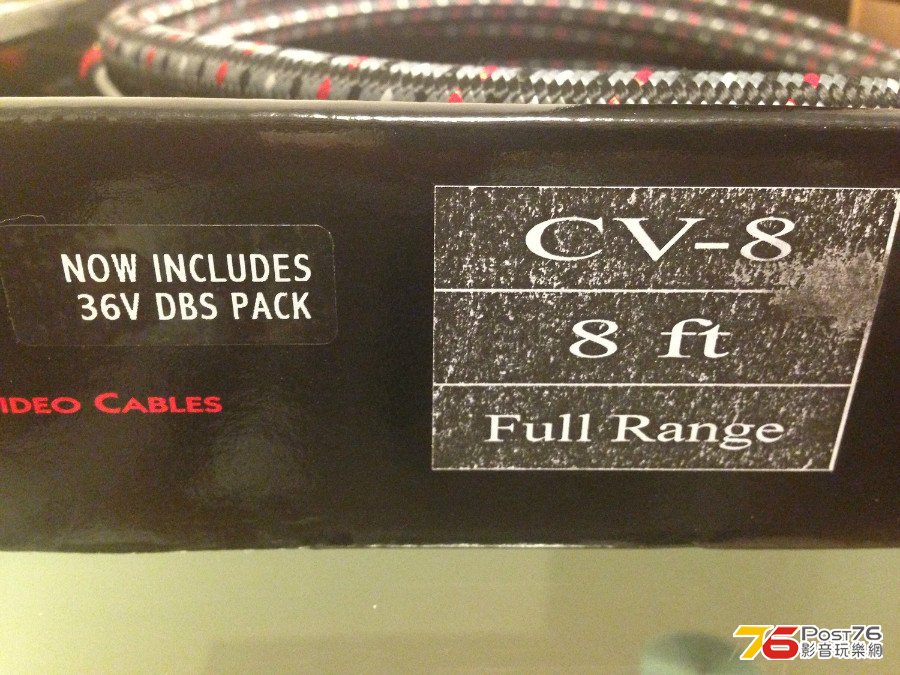 NOW INCLUDES
36V DBS PACK
IDEO CABLES
CV-8
8 ft
Full Range
76 POST76
影音玩樂網